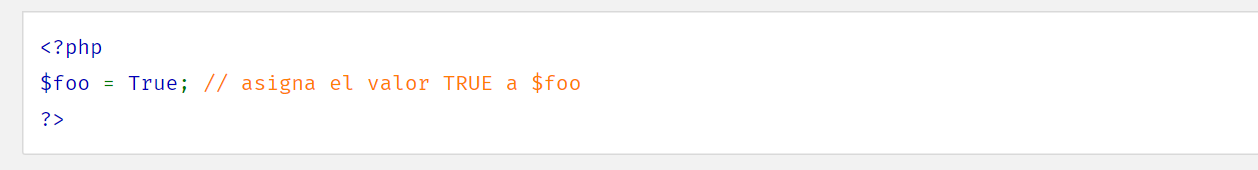 <?php
$foo = True; // asigna el valor TRUE a $foo
?>